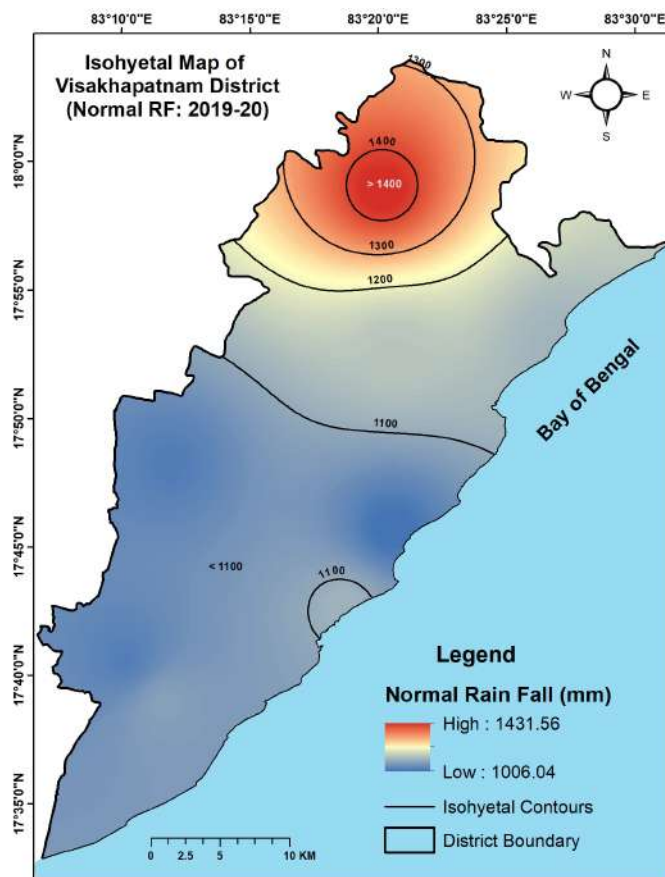 83°10'0"E 83°15'0"E 83°20'0"E 83°25'0"E 83°30'0"E
Isohyetal Map of
Visakhapatnam District
(Normal RF: 2019-20)
N
W E
S
1300
1400
> 1400
1300
1200
1100
1100
< 1100
Bay of Bengal
18°0'0"N
17°55'0"N
17°50'0"N
17°45'0"N
17°40'0"N
17°35'0"N
Legend
Normal Rain Fall (mm)
High : 1431.56
Low : 1006.04
Isohyetal Contours
District Boundary
0 2.5 5 10 KM